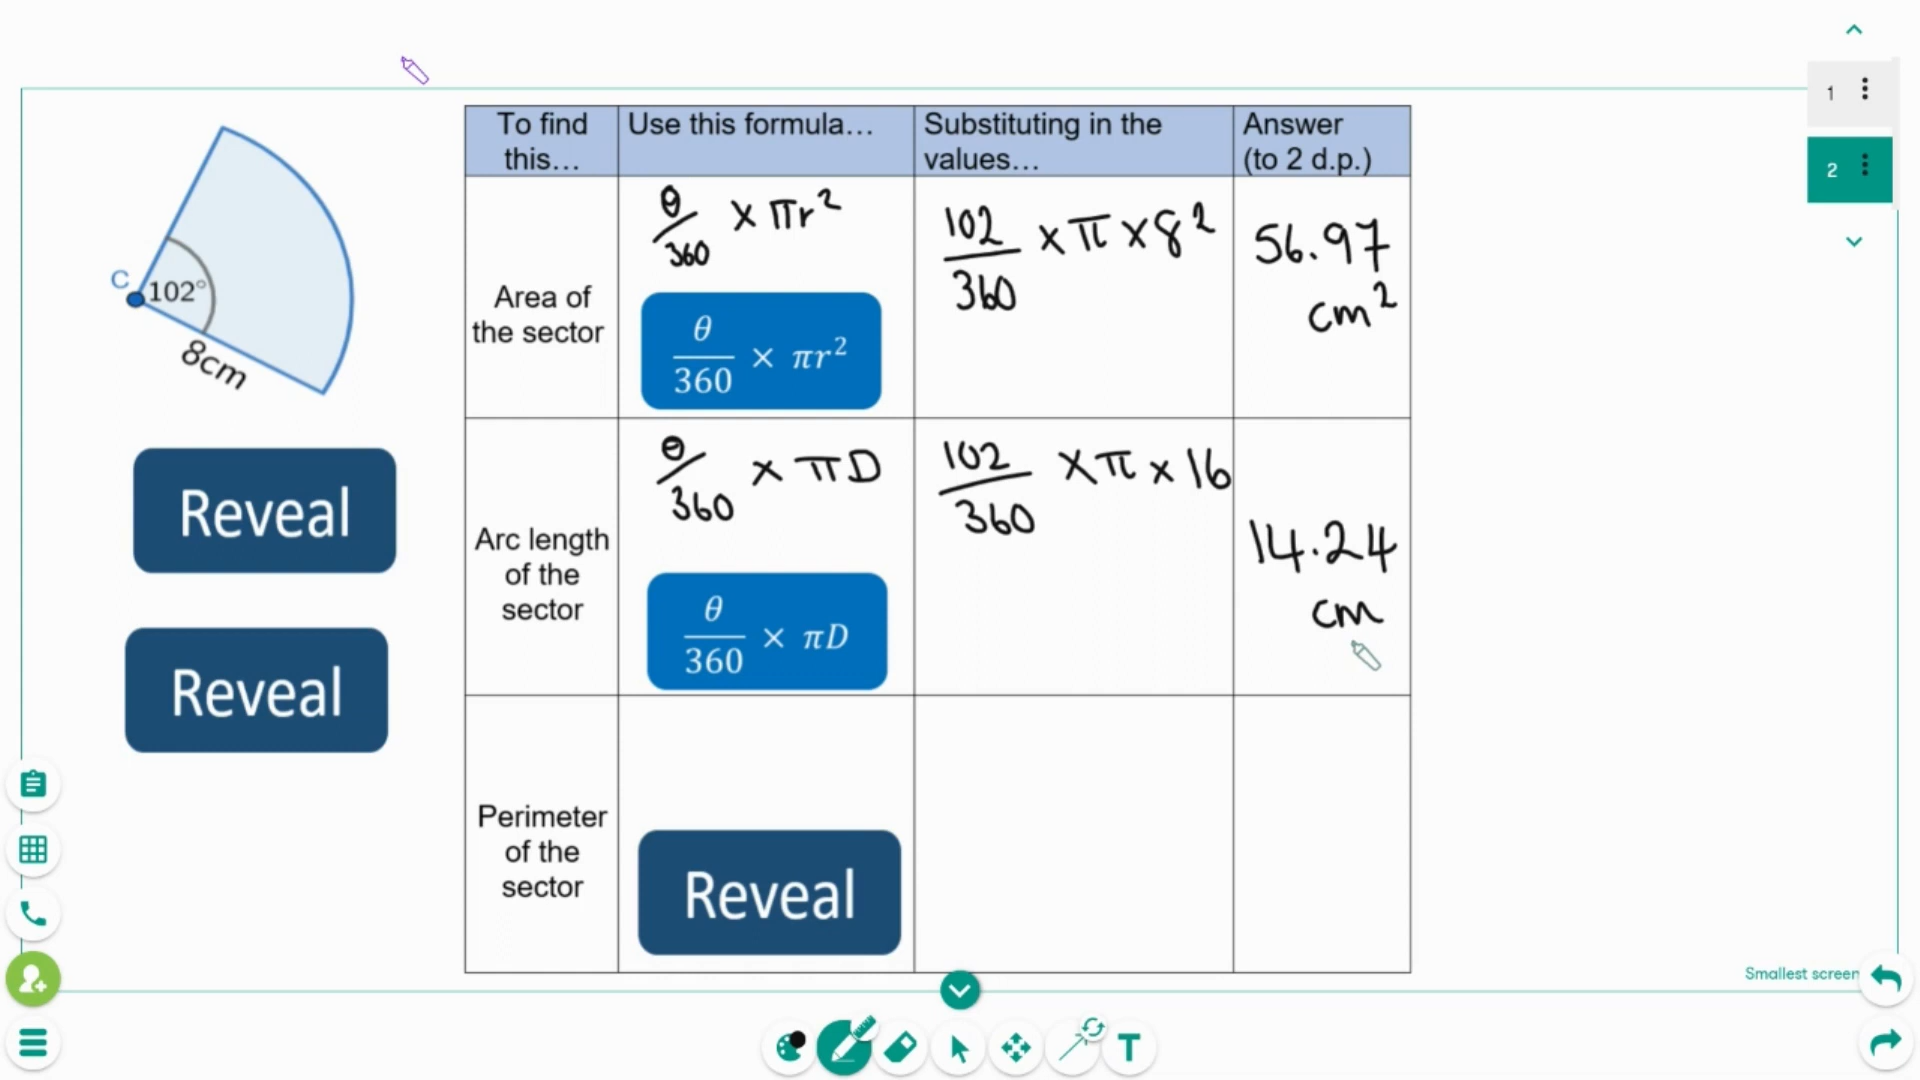 To find this…
Use this formula…
Substituting in the values…
Answer (to 2 d.p.)
C
102°
8cm
Area of the sector
θ/360 × πr²
θ/360 × πr²
102/360 × π × 8²
56.97 cm²
Arc length of the sector
θ/360 × πD
θ/360 × πD
102/360 × π × 16
14.24 cm
Perimeter of the sector
Reveal
Reveal
Reveal
1
2
Smallest screen
T